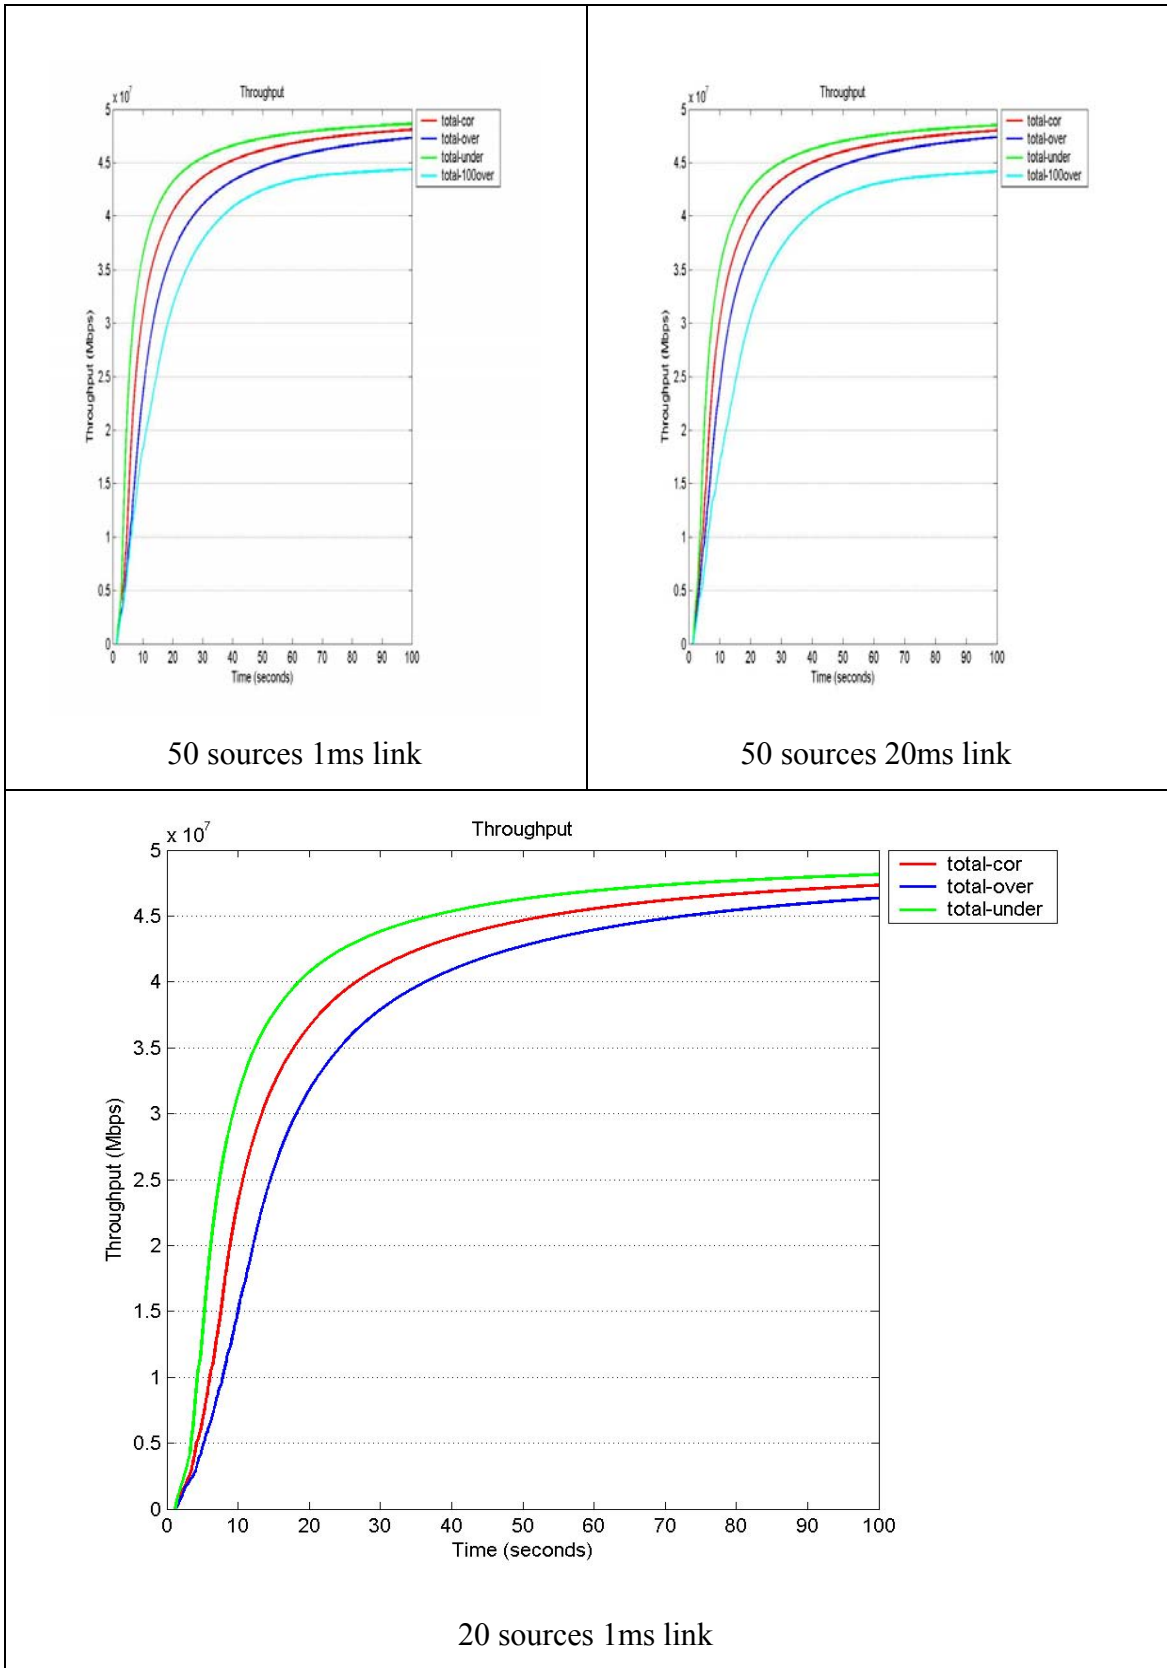 Throughput
x 10^7
total-cor
total-over
total-under
total-100over
5
4.5
4
3.5
3
2.5
2
1.5
1
0.5
0
Throughput (Mbps)
0 10 20 30 40 50 60 70 80 90 100
Time (seconds)
50 sources 1ms link
Throughput
x 10^7
total-cor
total-over
total-under
total-100over
5
4.5
4
3.5
3
2.5
2
1.5
1
0.5
0
Throughput (Mbps)
0 10 20 30 40 50 60 70 80 90 100
Time (seconds)
50 sources 20ms link
Throughput
x 10^7
total-cor
total-over
total-under
5
4.5
4
3.5
3
2.5
2
1.5
1
0.5
0
Throughput (Mbps)
0 10 20 30 40 50 60 70 80 90 100
Time (seconds)
20 sources 1ms link